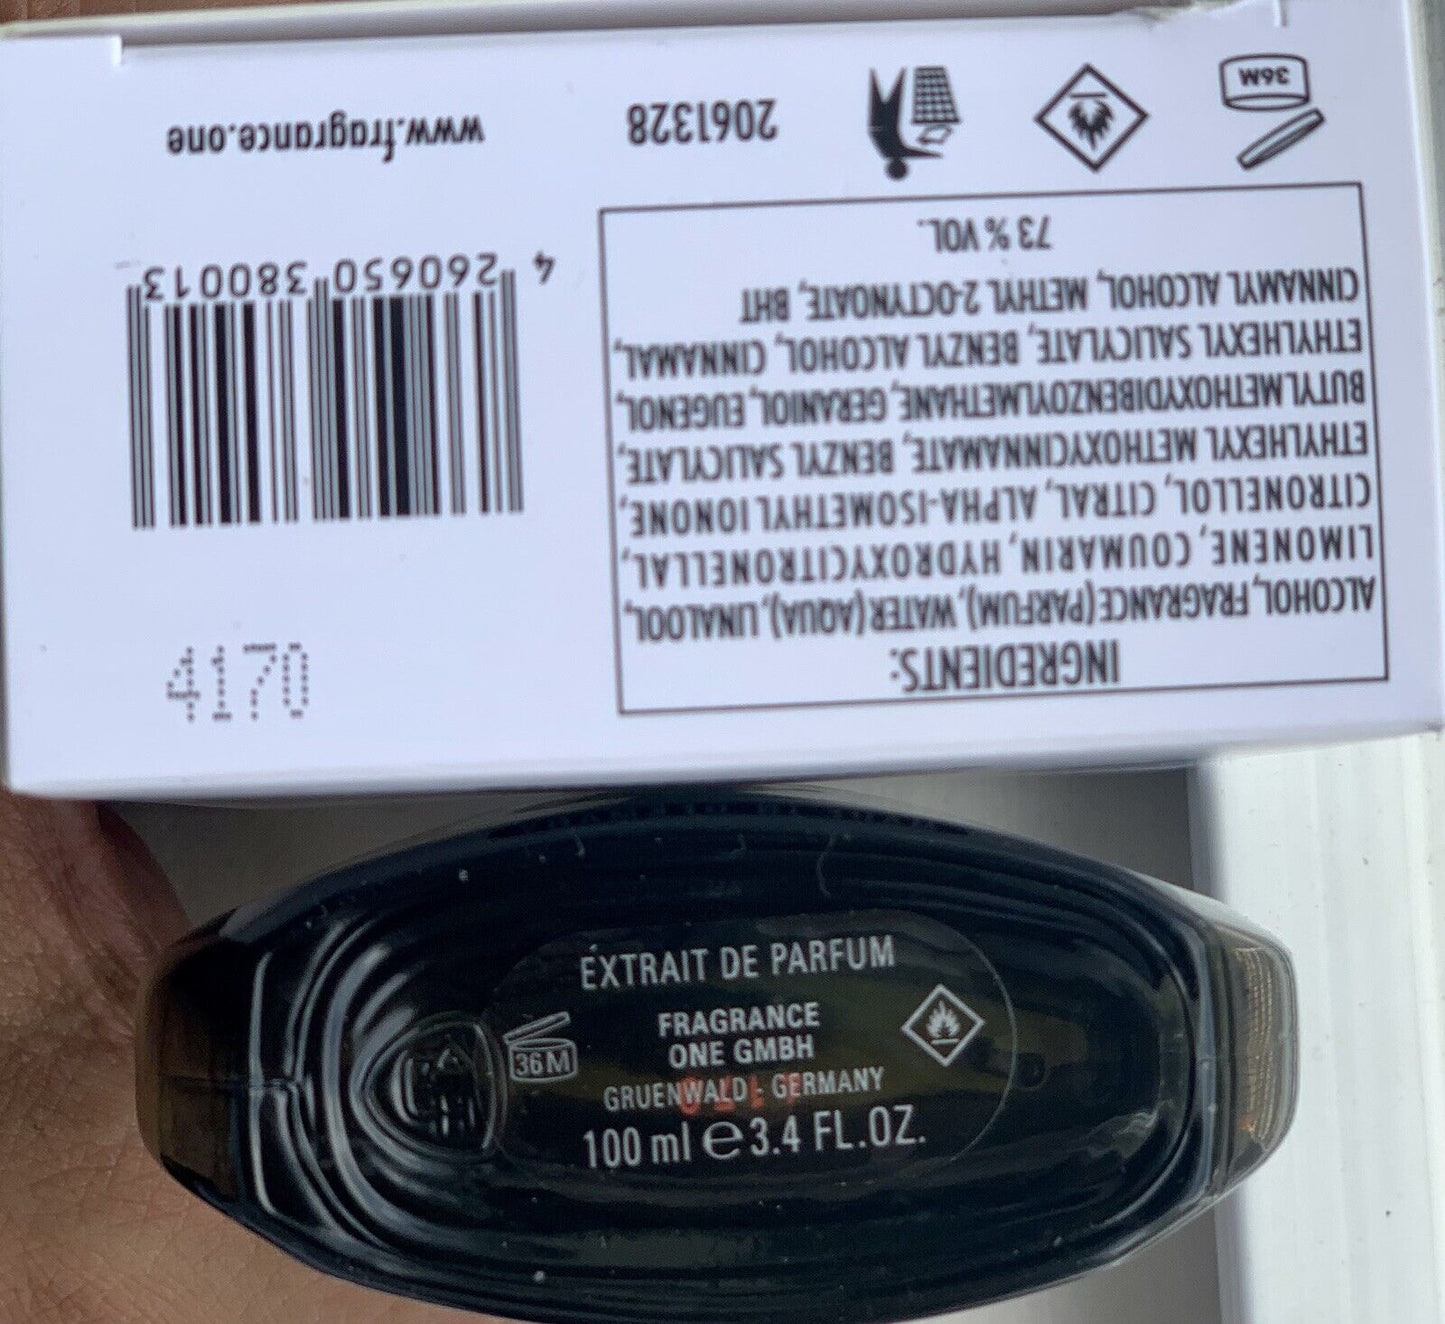 INGREDIENTS:
ALCOHOL, FRAGRANCE (PARFUM), WATER (AQUA), LINALOOL,
LIMONENE, COUMARIN, HYDROXYCITRONELLAL,
CITRONELLOL, CITRAL, ALPHA-ISOMETHYL IONONE,
ETHYLHEXYL METHOXYCINNAMATE, BENZYL SALICYLATE,
BUTYLMETHOXYDIBENZOYLMETHANE, GERANIOL, EUGENOL,
ETHYLHEXYL SALICYLATE, BENZYL ALCOHOL, CINNAMAL,
CINNAMYL ALCOHOL, METHYL 2-OCTYNOATE, BHT
73 % VOL.
36M
2061328
www.fragrance.one
4 260650 380013
4170
EXTRAIT DE PARFUM
FRAGRANCE
ONE GMBH
GRUENWALD - GERMANY
100 ml e 3.4 FL.OZ.
36 M